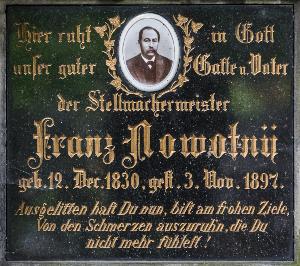 Hier ruht in Gott
unser guter Gatte u. Vater
der Stellmachermeister
Franz Nowotnij
geb. 12. Dec. 1830, gest. 3. Nov. 1897.
Ausgelitten hast Du nun, bist am frohen Ziele,
Von den Schmerzen auszuruhn, die Du
nicht mehr fühlest!